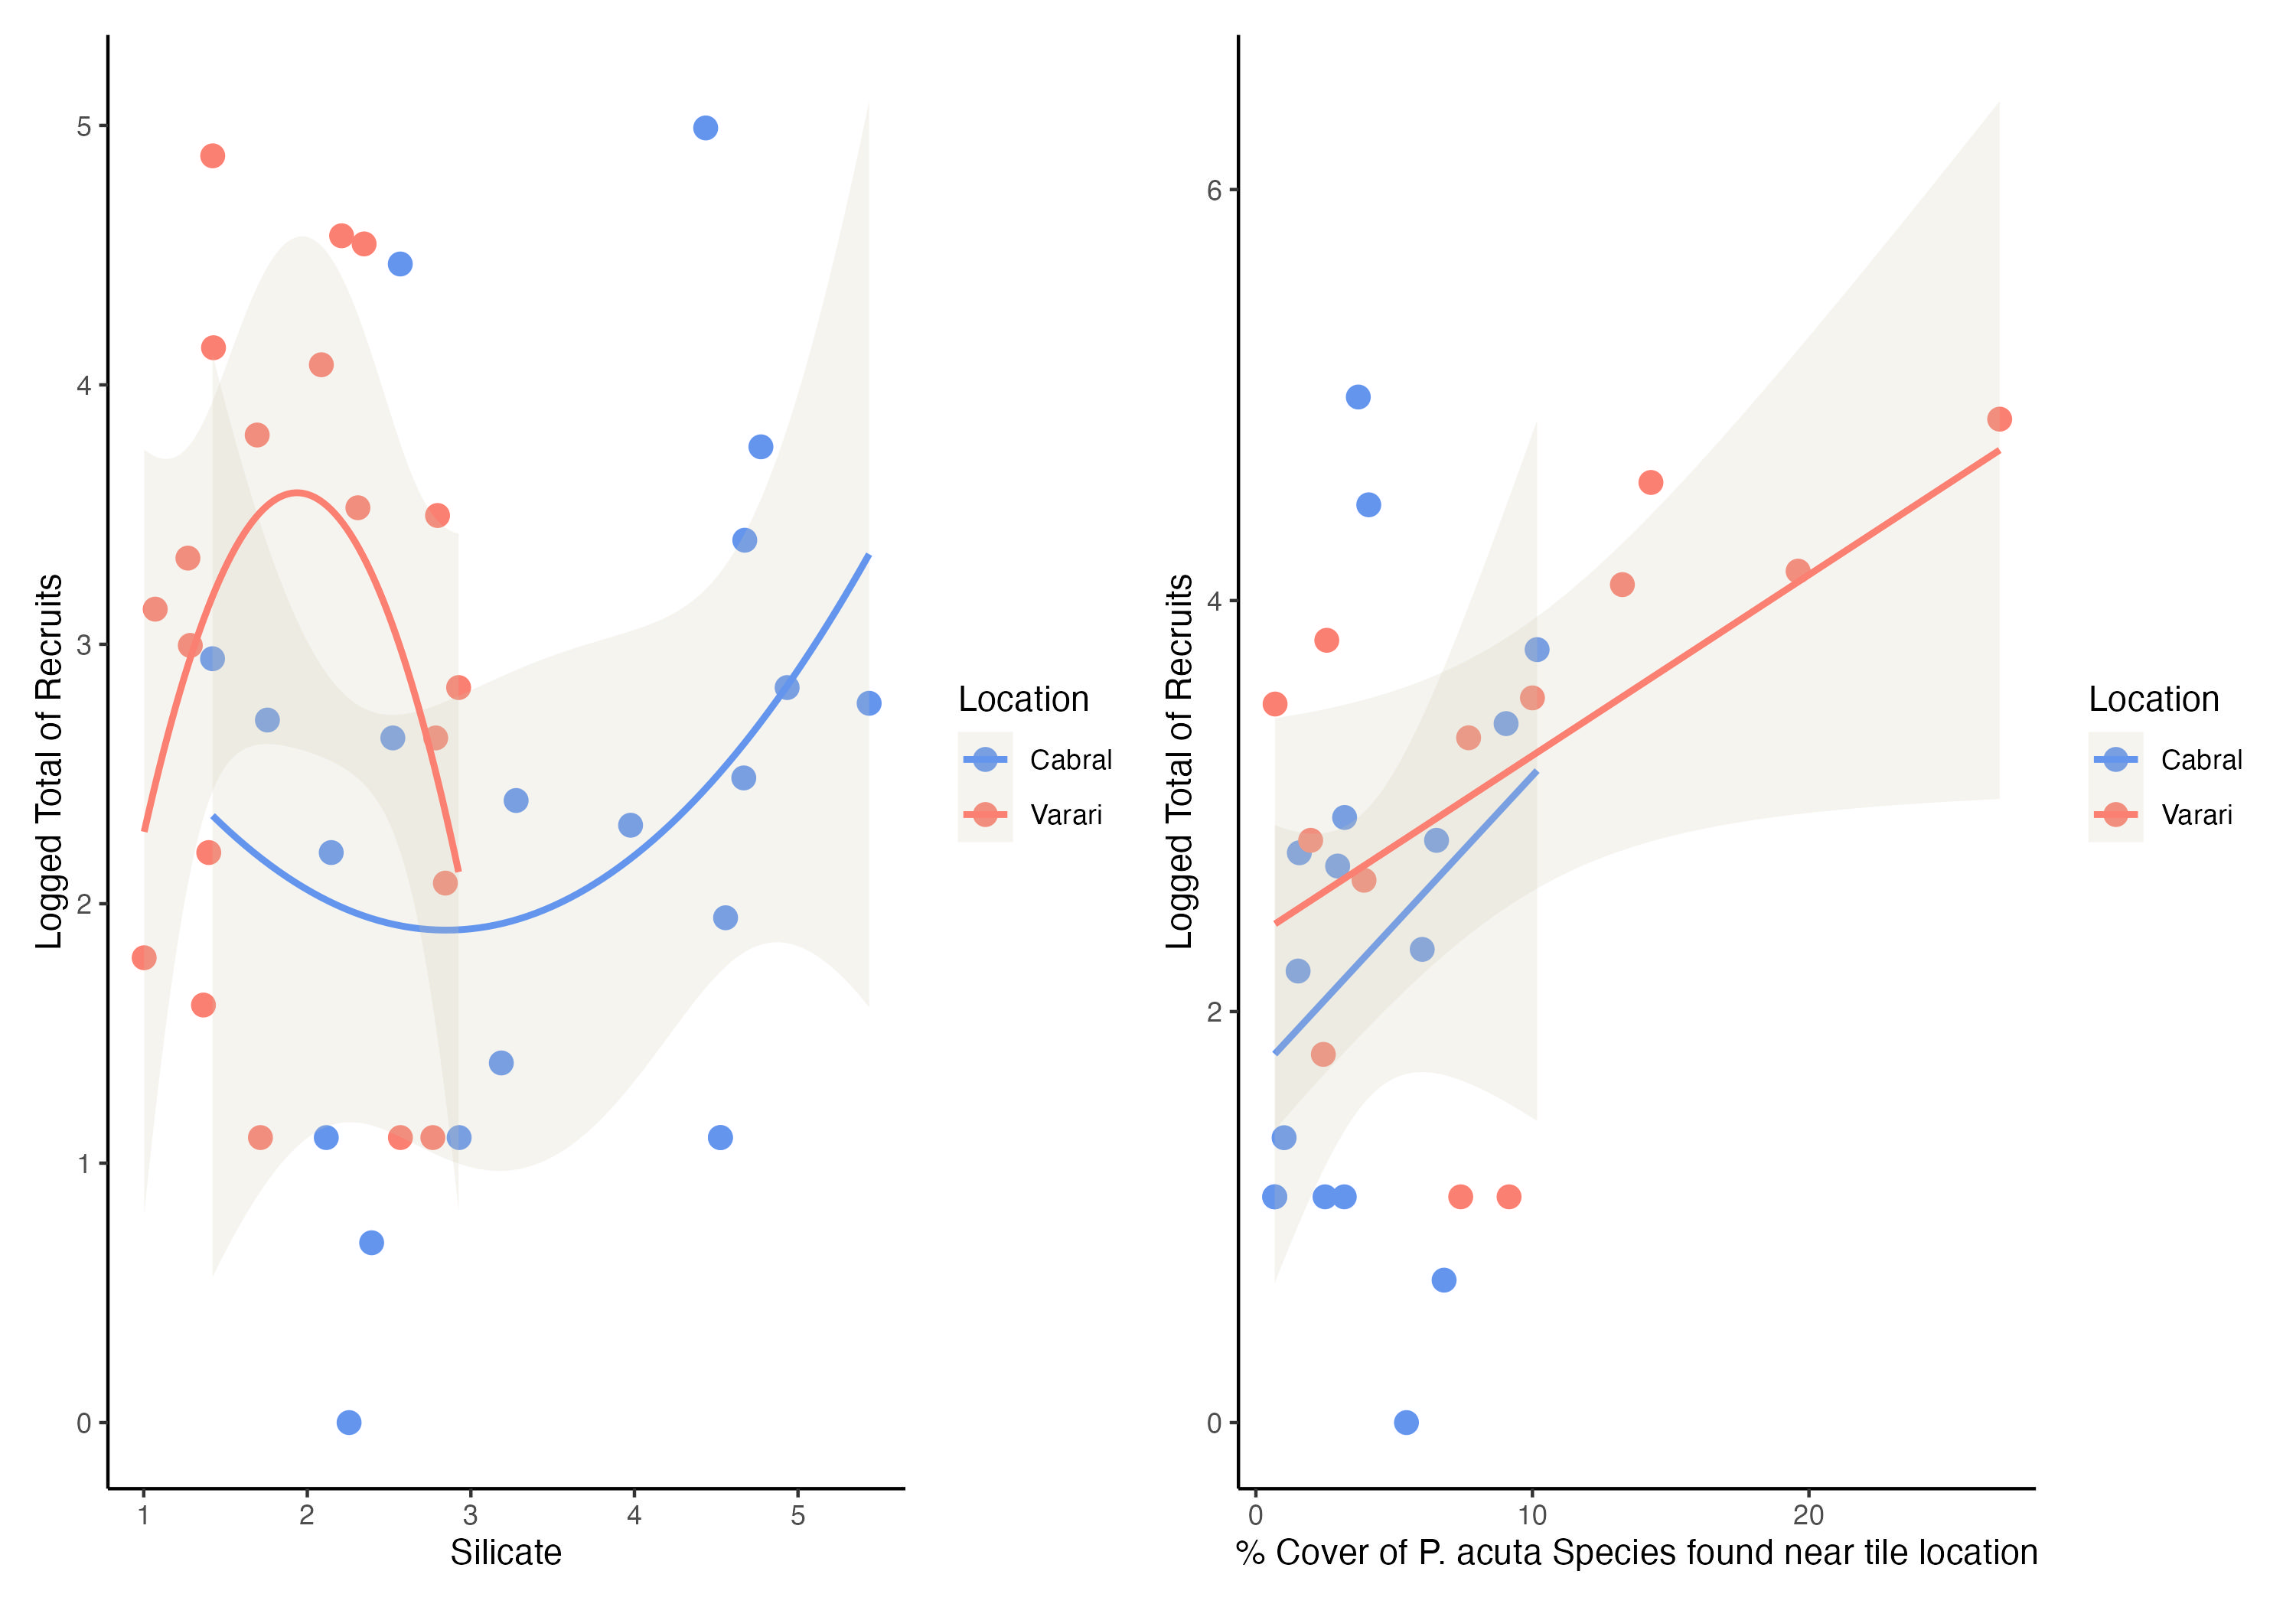 Logged Total of Recruits
5
4
3
2
1
0
1 2 3 4 5
Silicate
Location
Cabral
Varari
Logged Total of Recruits
6
4
2
0
0 10 20
% Cover of P. acuta Species found near tile location
Location
Cabral
Varari